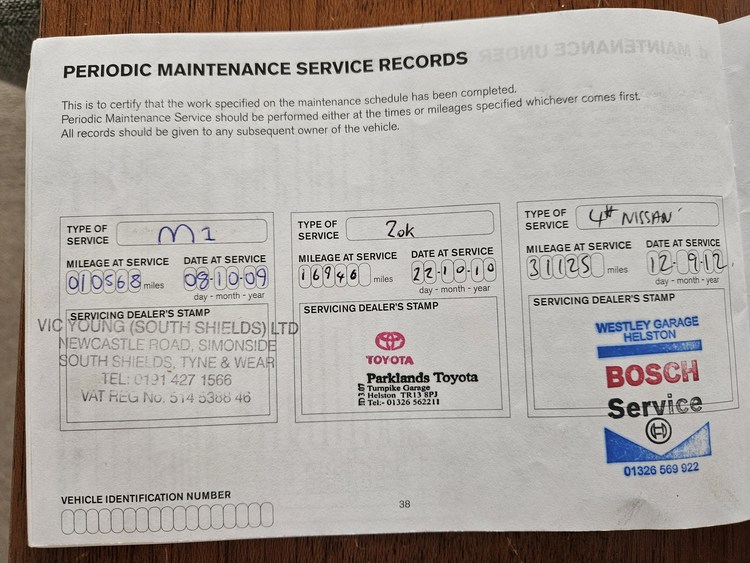 PERIODIC MAINTENANCE SERVICE RECORDS
This is to certify that the work specified on the maintenance schedule has been completed.
Periodic Maintenance Service should be performed either at the times or mileages specified whichever comes first.
All records should be given to any subsequent owner of the vehicle.
TYPE OF SERVICE M1
MILEAGE AT SERVICE DATE AT SERVICE
010568 miles 08-10-09
day - month - year
SERVICING DEALER'S STAMP
VIC YOUNG (SOUTH SHIELDS) LTD
NEWCASTLE ROAD, SIMONSIDE
SOUTH SHIELDS, TYNE & WEAR
TEL: 0191 427 1566
VAT REG No. 514 5388 46
TYPE OF SERVICE 20k
MILEAGE AT SERVICE DATE AT SERVICE
16946 miles 22-10-10
day - month - year
SERVICING DEALER'S STAMP
TOYOTA
Parklands Toyota
Turnpike Garage
Helston TR13 8PJ
Tel:- 01326 562211
TYPE OF SERVICE 4th NISSAN
MILEAGE AT SERVICE DATE AT SERVICE
31125 miles 12-9-12
day - month - year
SERVICING DEALER'S STAMP
WESTLEY GARAGE
HELSTON
BOSCH
Service
01326 569 922
VEHICLE IDENTIFICATION NUMBER
38